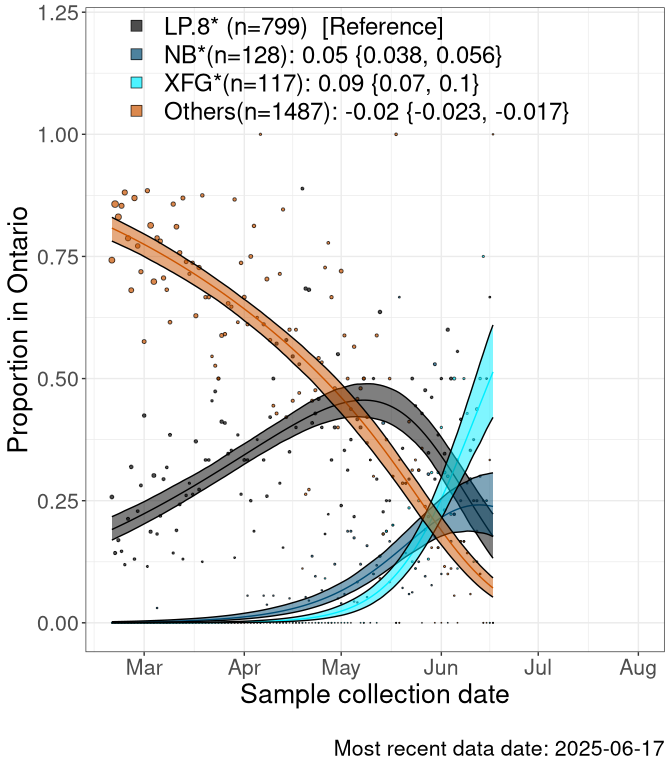 1.25
LP.8* (n=799)  [Reference]
NB*(n=128): 0.05 {0.038, 0.056}
XFG*(n=117): 0.09 {0.07, 0.1}
Others(n=1487): -0.02 {-0.023, -0.017}
1.00
0.75
0.50
0.25
0.00
Proportion in Ontario
Mar Apr May Jun Jul Aug
Sample collection date
Most recent data date: 2025-06-17